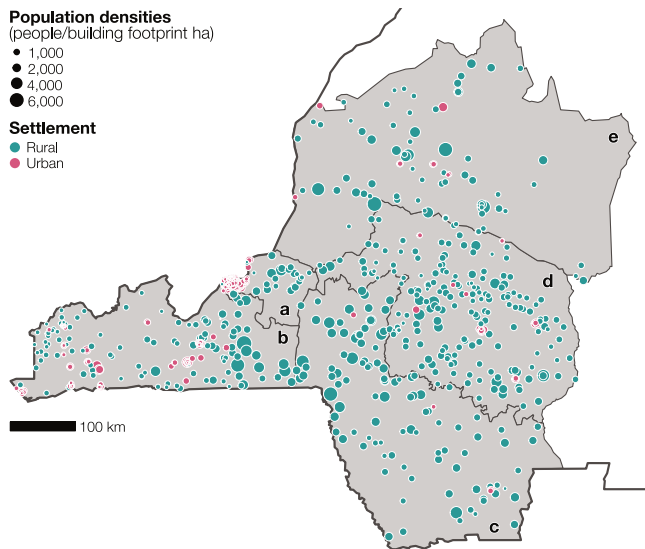 Population densities
(people/building footprint ha)
1,000
2,000
4,000
6,000
Settlement
Rural
Urban
e
d
a
b
c
100 km